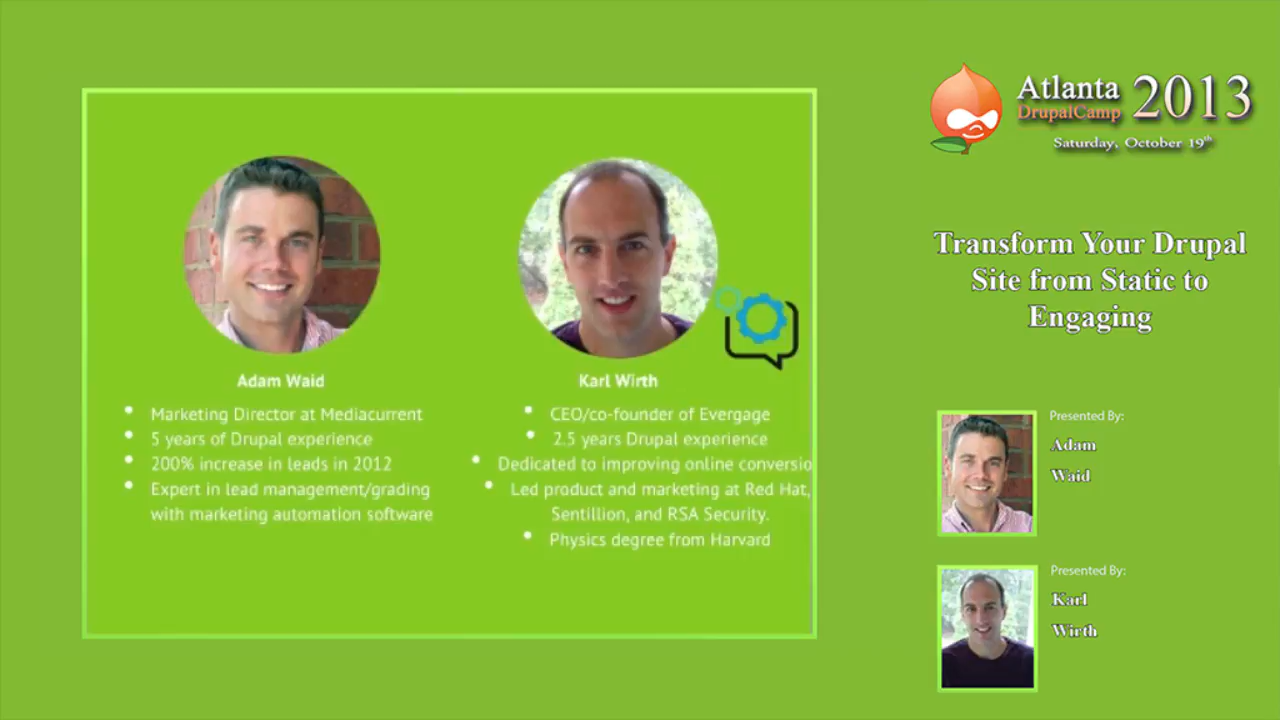 Adam Waid
Marketing Director at Mediacurrent
5 years of Drupal experience
200% increase in leads in 2012
Expert in lead management/grading
with marketing automation software
Karl Wirth
CEO/co-founder of Evergage
2.5 years Drupal experience
Dedicated to improving online conversio
Led product and marketing at Red Hat,
Sentillion, and RSA Security.
Physics degree from Harvard
Atlanta
DrupalCamp
2013
Saturday, October 19th
Transform Your Drupal
Site from Static to
Engaging
Presented By:
Adam
Waid
Presented By:
Karl
Wirth